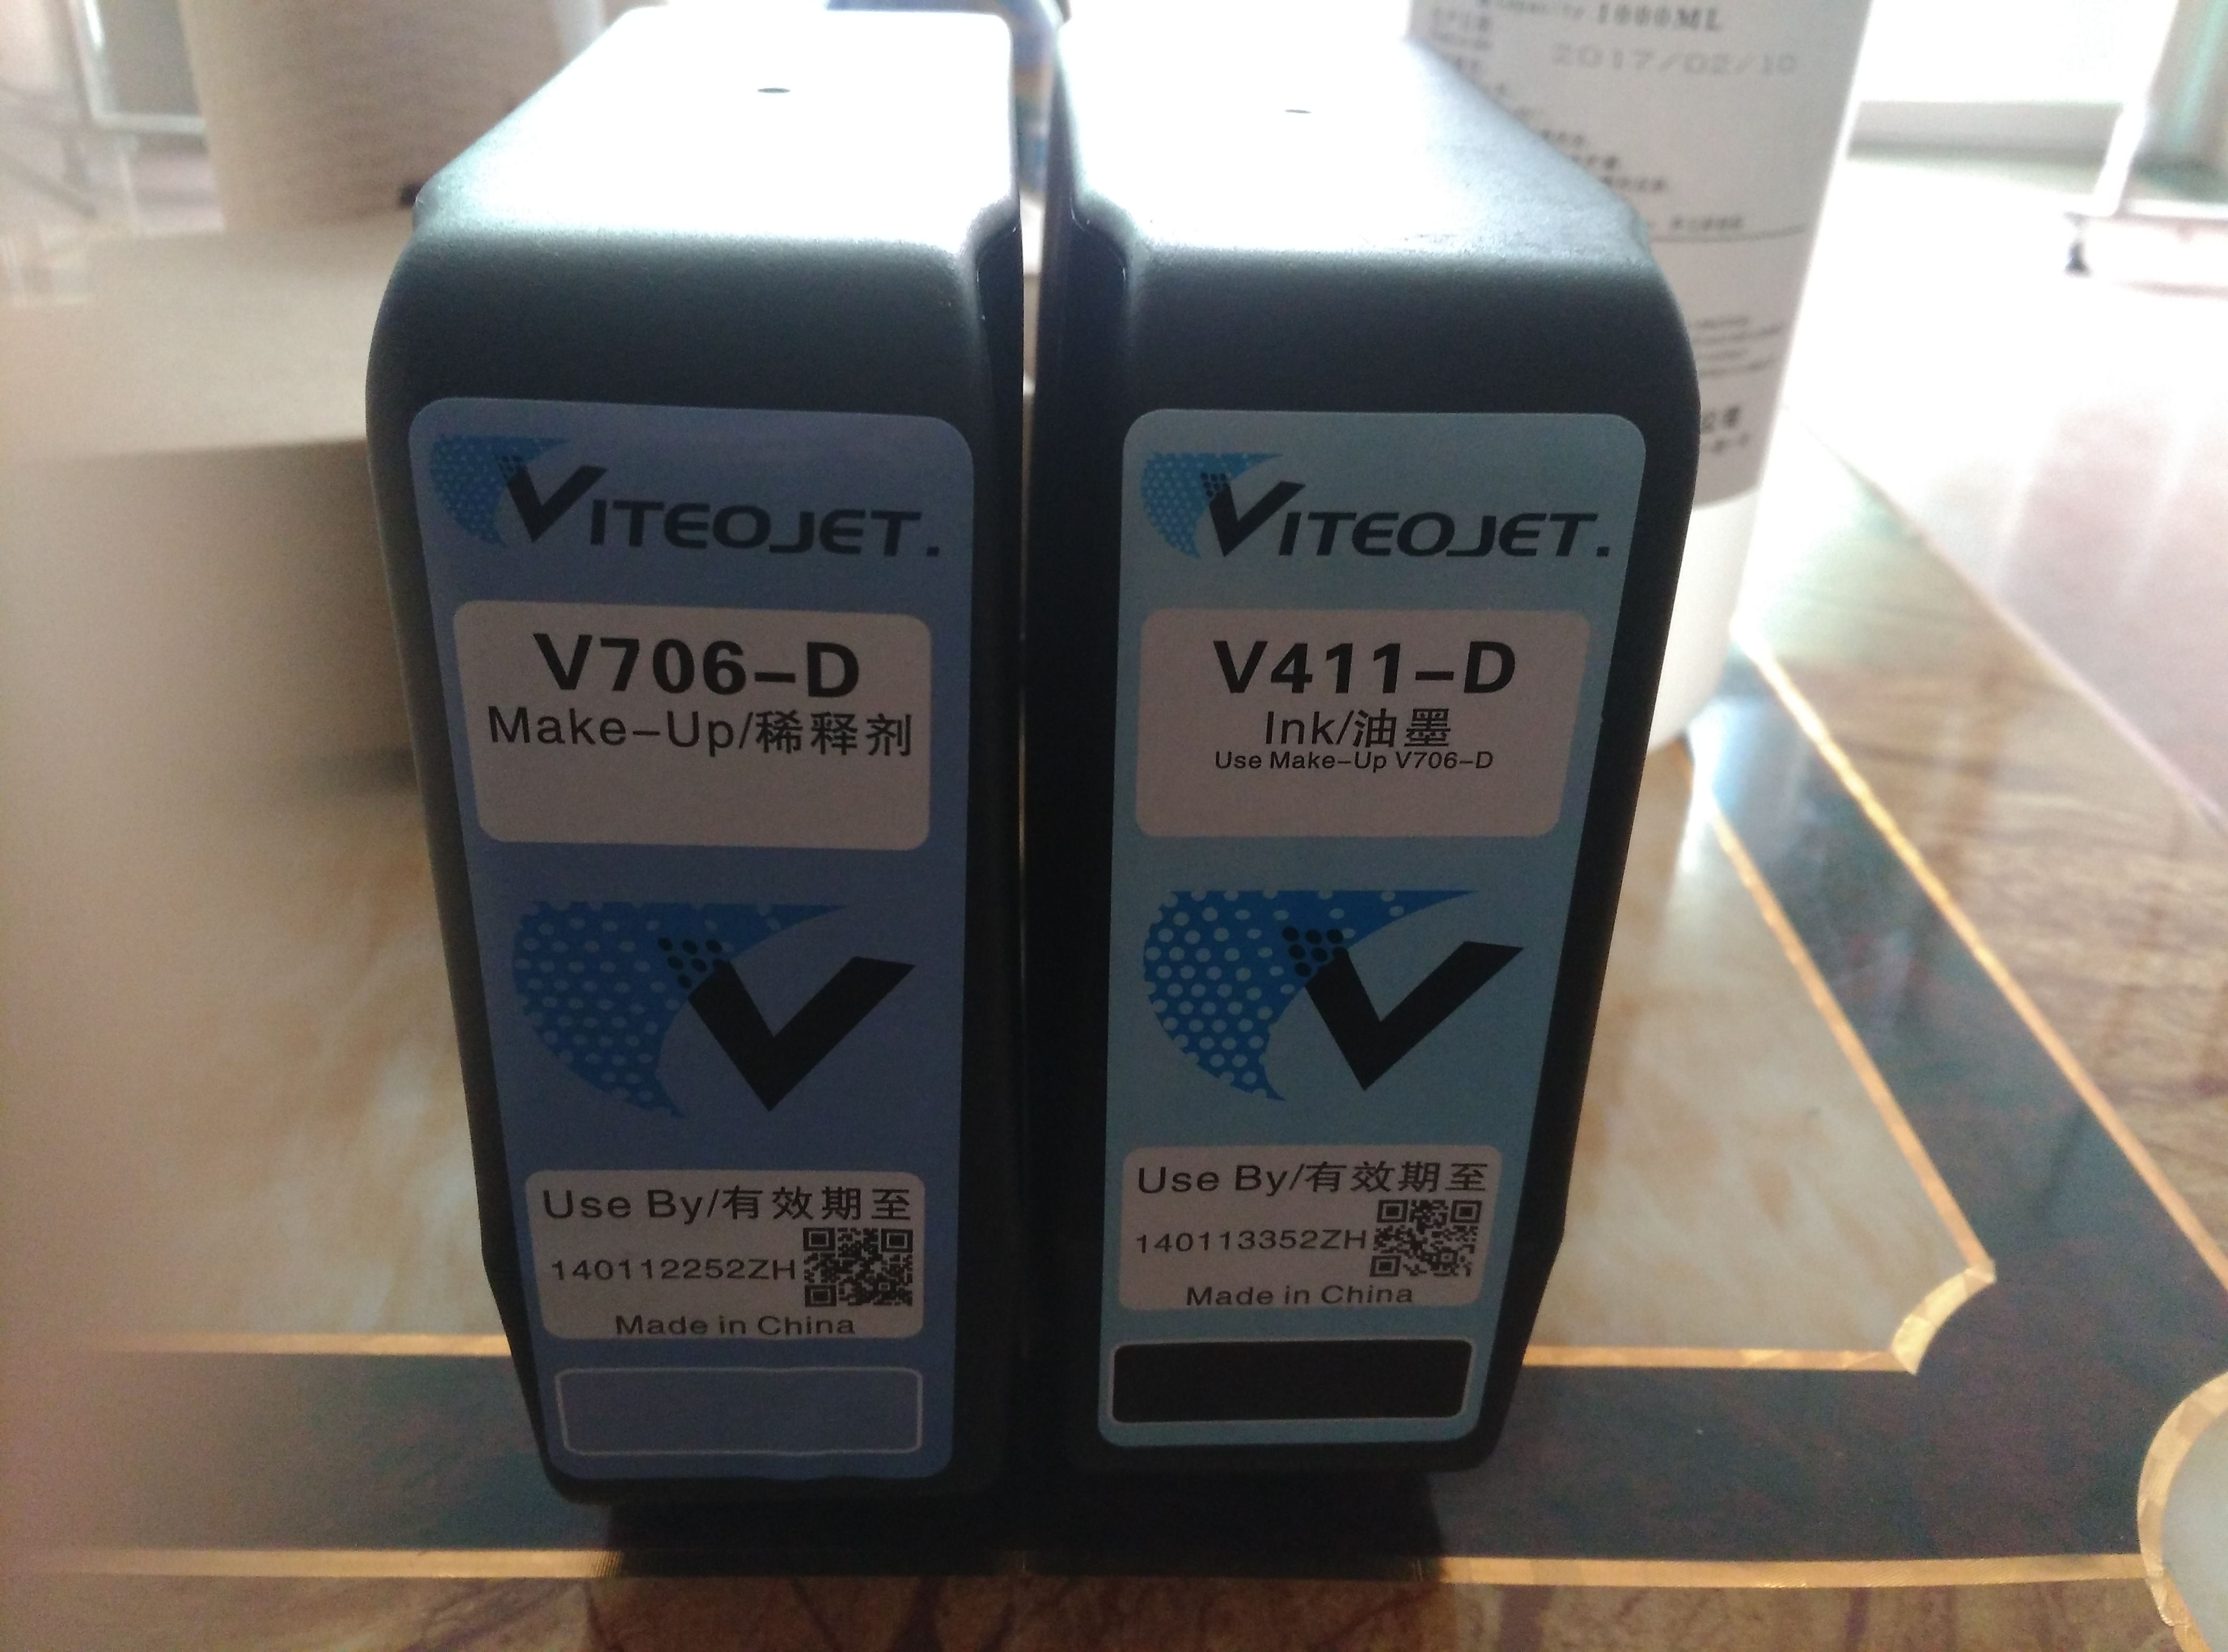 VITEOJET.
V706-D
Make-Up/稀释剂
Use By/有效期至
140112252ZH
Made in China
VITEOJET.
V411-D
Ink/油墨
Use Make-Up V706-D
Use By/有效期至
140113352ZH
Made in China
1000ML
2017/02/10